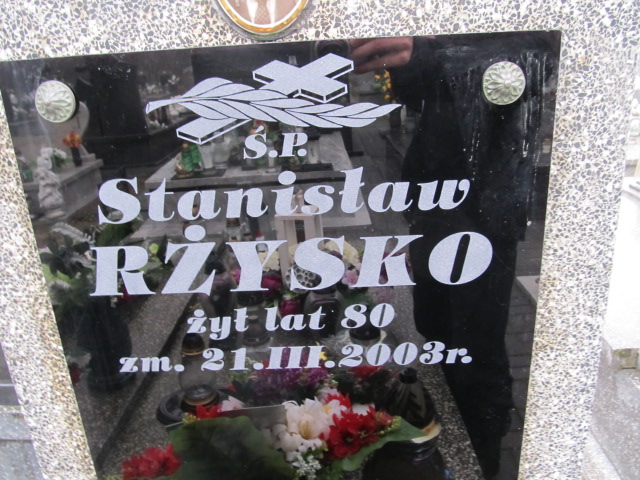 Ś.P.
Stanisław
RŻYSKO
żył lat 80
zm. 21.III.2003r.